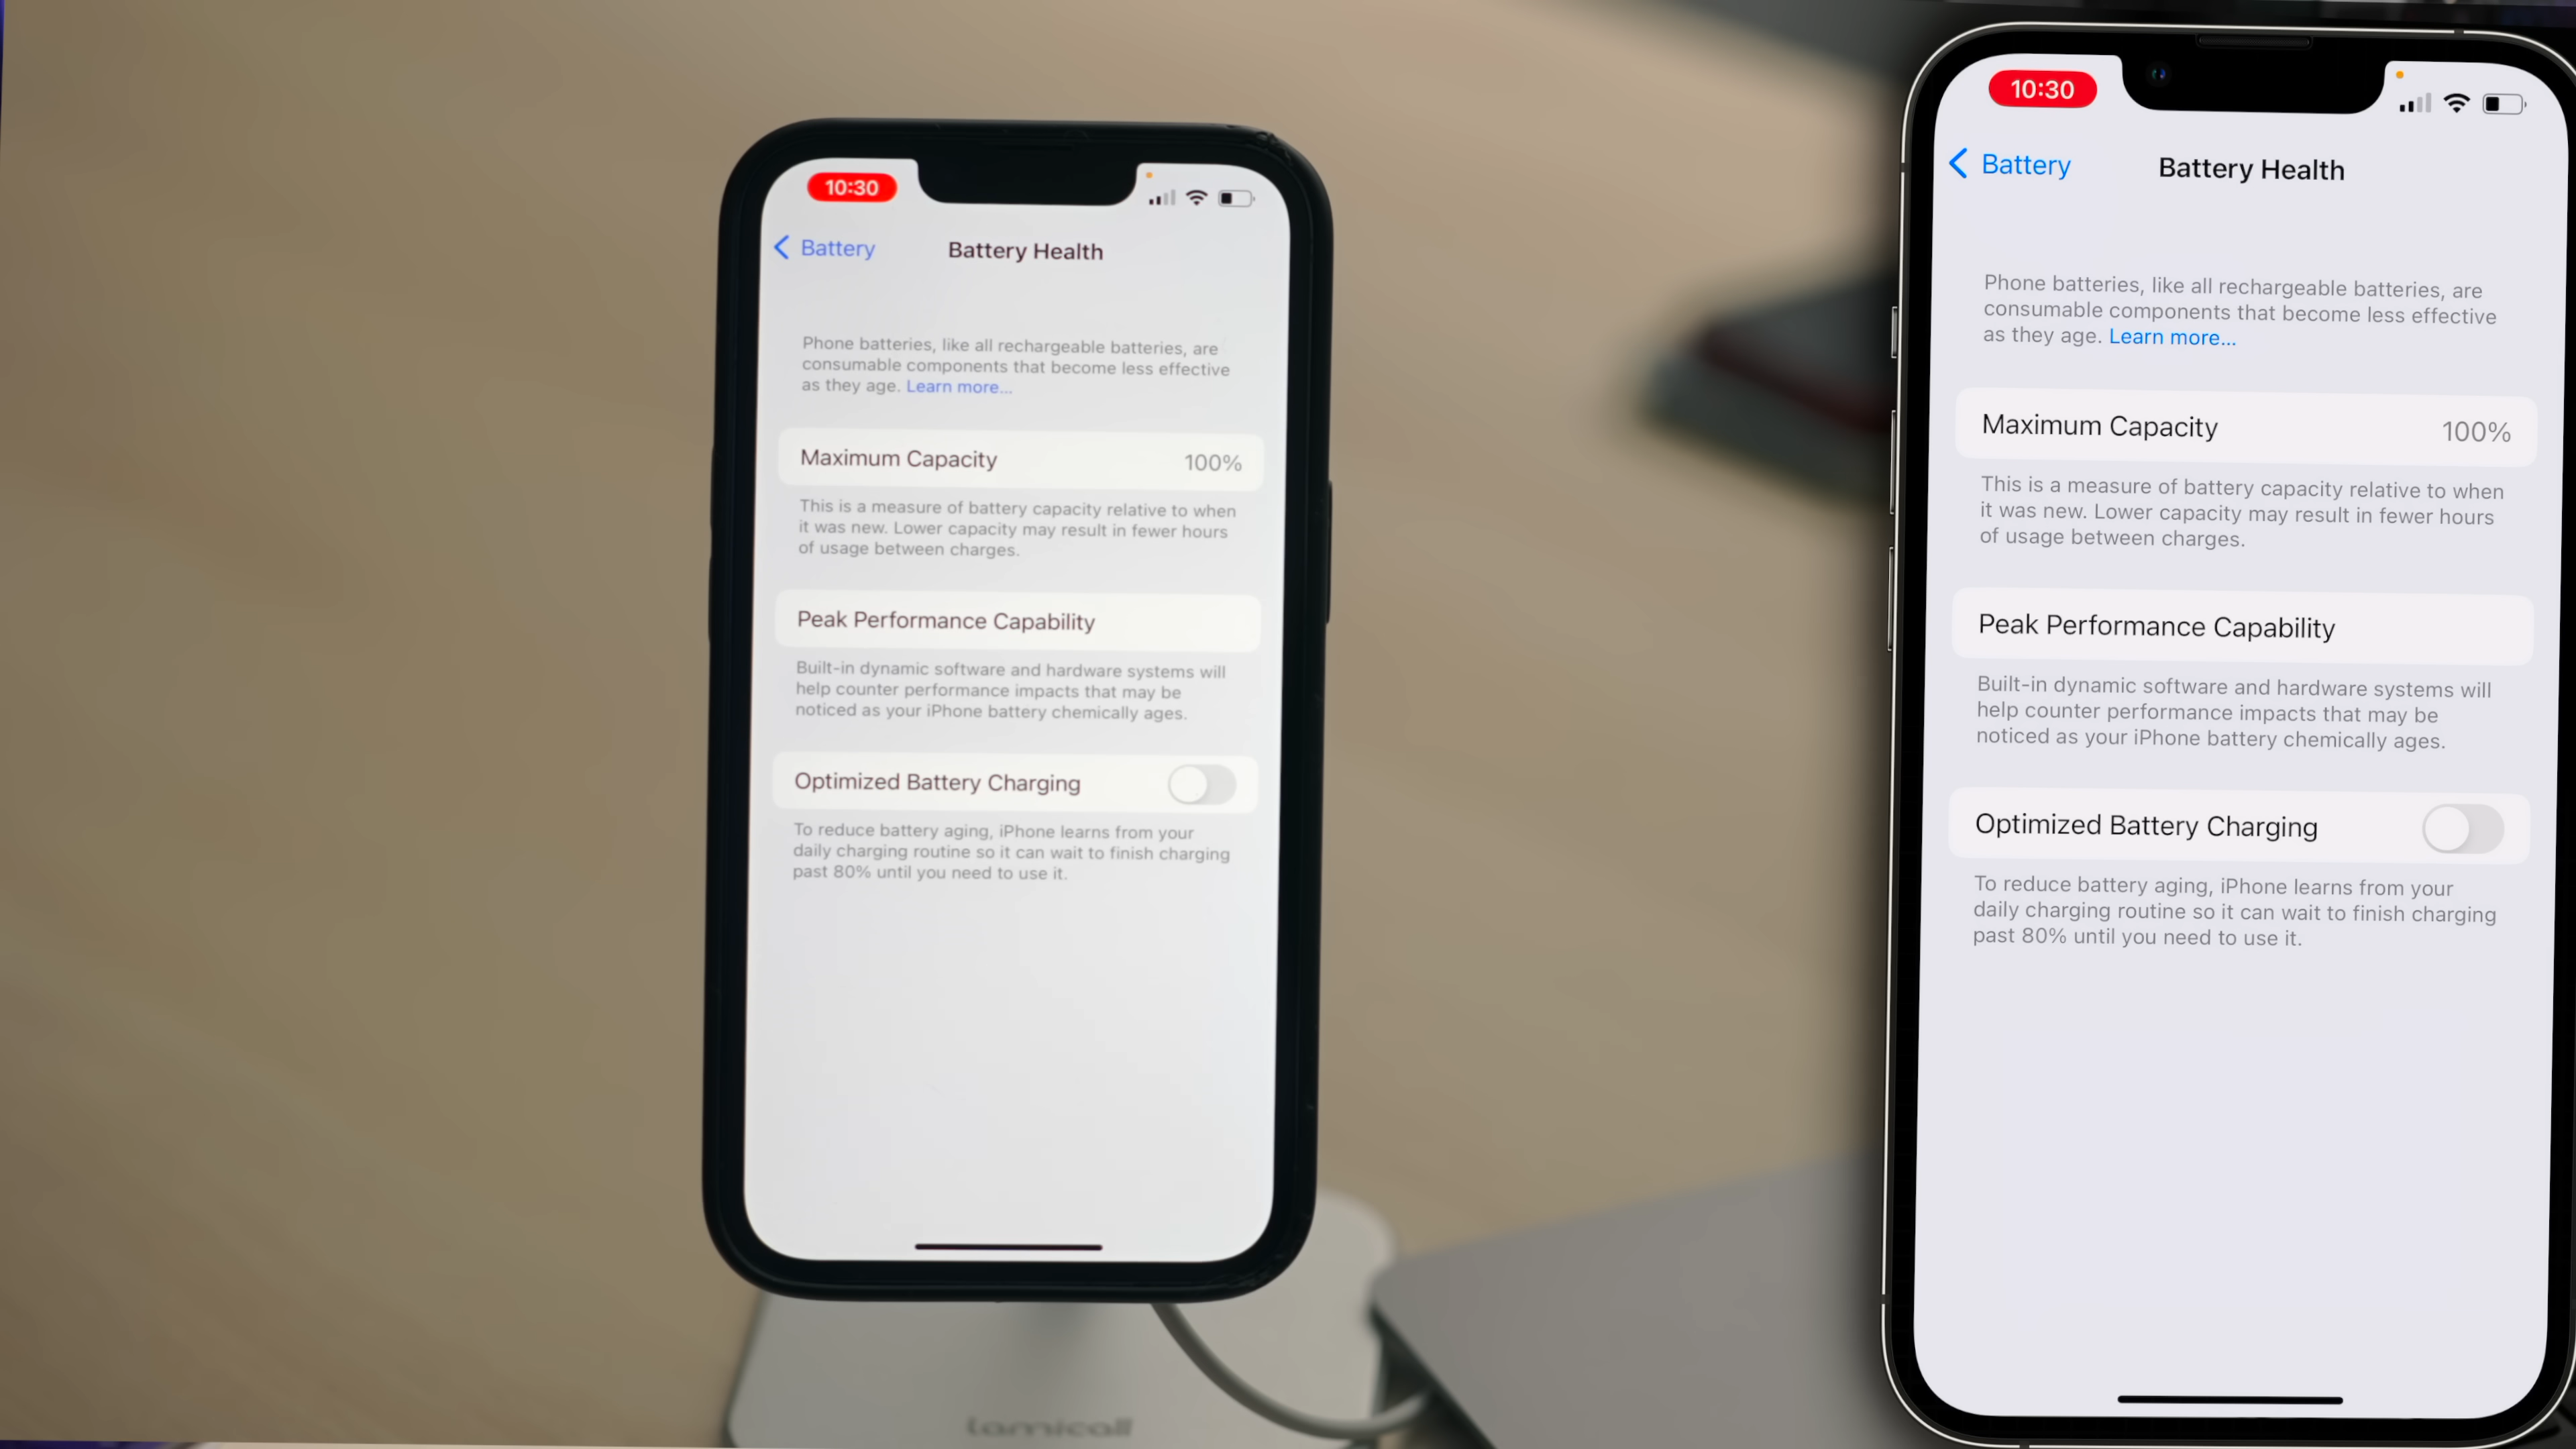 10:30
Battery
Battery Health
Phone batteries, like all rechargeable batteries, are
consumable components that become less effective
as they age. Learn more...
Maximum Capacity 100%
This is a measure of battery capacity relative to when
it was new. Lower capacity may result in fewer hours
of usage between charges.
Peak Performance Capability
Built-in dynamic software and hardware systems will
help counter performance impacts that may be
noticed as your iPhone battery chemically ages.
Optimized Battery Charging
To reduce battery aging, iPhone learns from your
daily charging routine so it can wait to finish charging
past 80% until you need to use it.
Lamicall
10:30
Battery
Battery Health
Phone batteries, like all rechargeable batteries, are
consumable components that become less effective
as they age. Learn more...
Maximum Capacity 100%
This is a measure of battery capacity relative to when
it was new. Lower capacity may result in fewer hours
of usage between charges.
Peak Performance Capability
Built-in dynamic software and hardware systems will
help counter performance impacts that may be
noticed as your iPhone battery chemically ages.
Optimized Battery Charging
To reduce battery aging, iPhone learns from your
daily charging routine so it can wait to finish charging
past 80% until you need to use it.